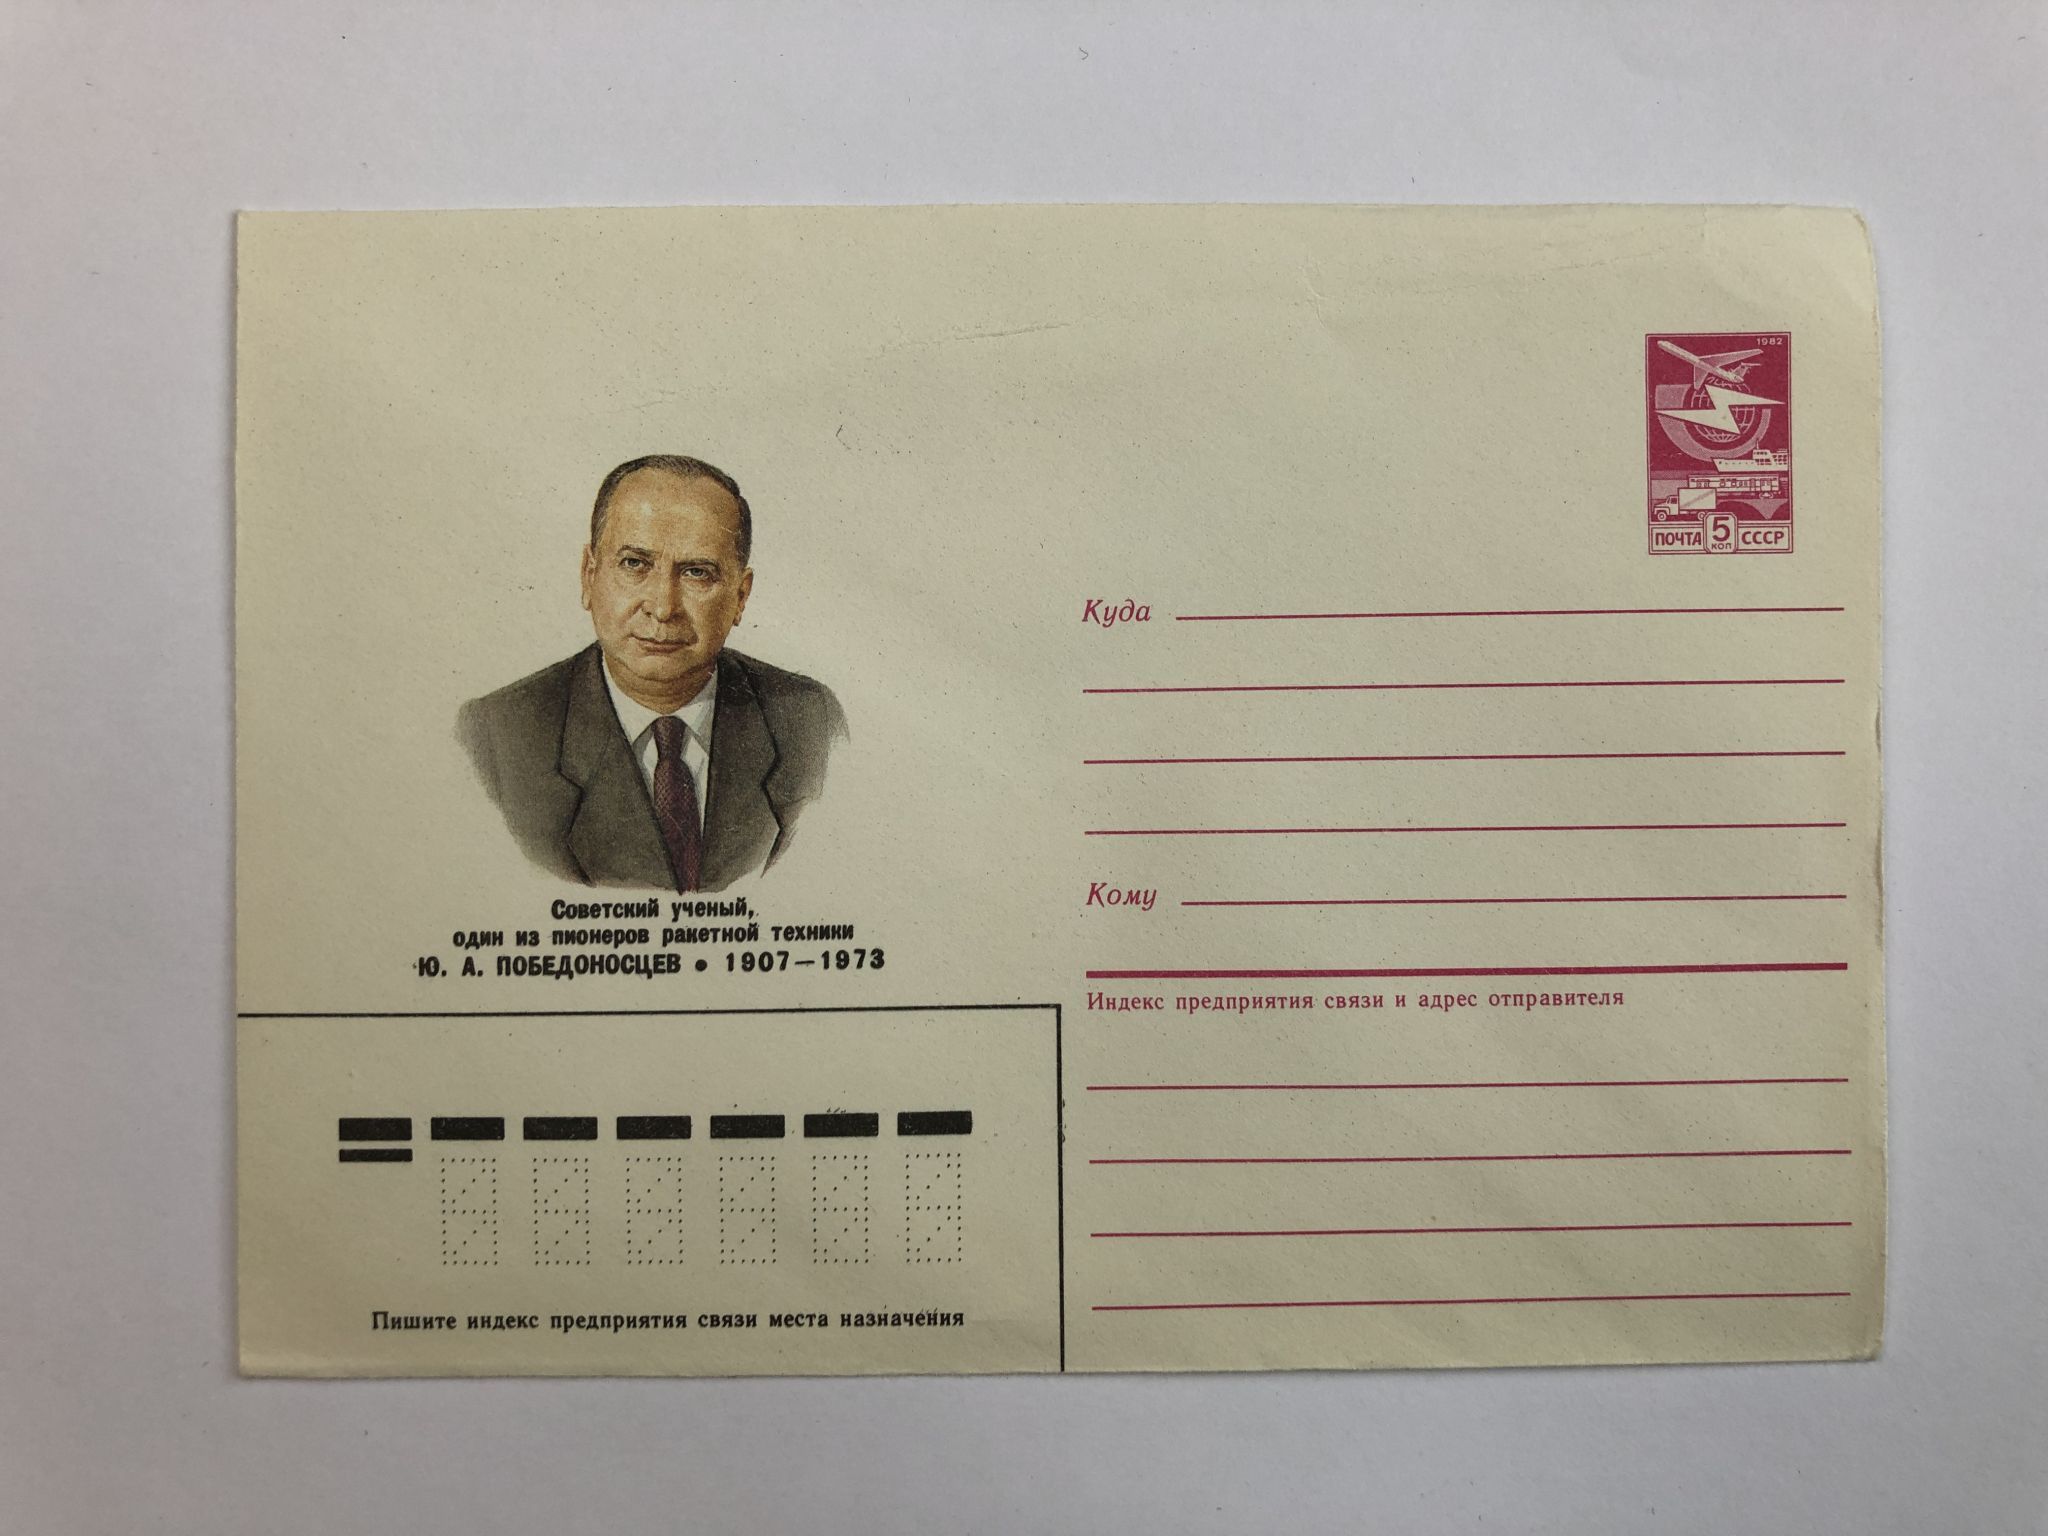 1982
ПОЧТА 5 КОП СССР
Куда
Советский ученый,
один из пионеров ракетной техники
Ю. А. ПОБЕДОНОСЦЕВ • 1907—1973
Кому
Индекс предприятия связи и адрес отправителя
Пишите индекс предприятия связи места назначения